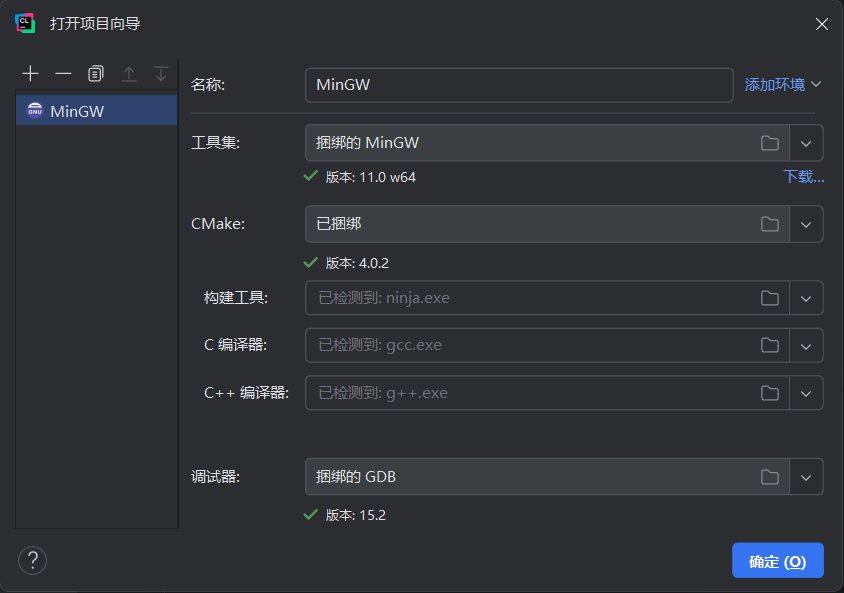 打开项目向导
MinGW
名称:
MinGW
添加环境
工具集:
捆绑的 MinGW
版本: 11.0 w64
下载...
CMake:
已捆绑
版本: 4.0.2
构建工具:
已检测到: ninja.exe
C 编译器:
已检测到: gcc.exe
C++ 编译器:
已检测到: g++.exe
调试器:
捆绑的 GDB
版本: 15.2
?
确定 (O)